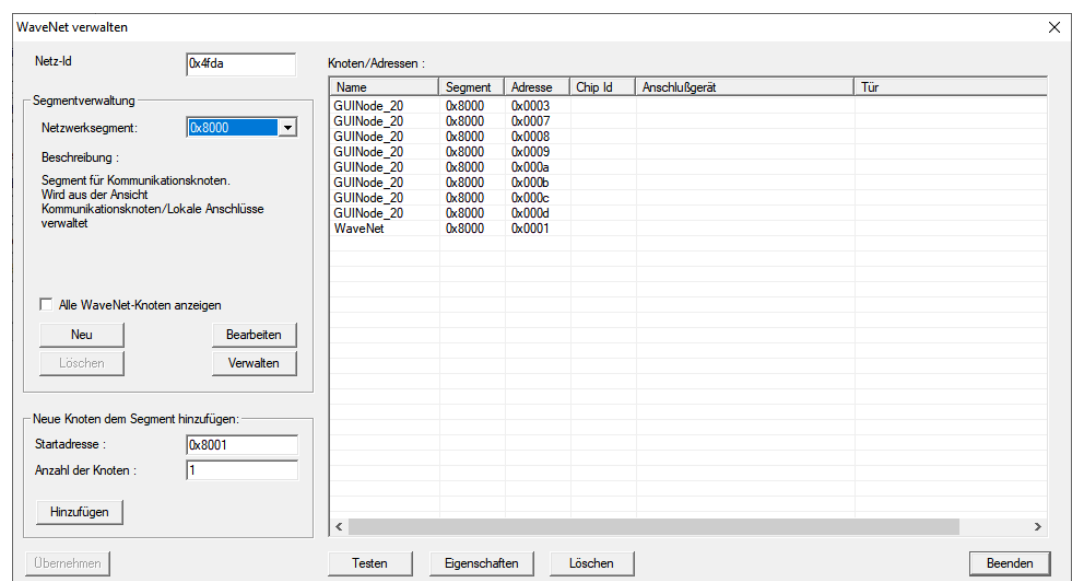 WaveNet verwalten
Netz-Id
0x4fda
Segmentverwaltung
Netzwerksegment:
0x8000
Beschreibung :
Segment für Kommunikationsknoten.
Wird aus der Ansicht
Kommunikationsknoten/Lokale Anschlüsse
verwaltet
Alle WaveNet-Knoten anzeigen
Neu
Bearbeiten
Löschen
Verwalten
Neue Knoten dem Segment hinzufügen:
Startadresse :
0x8001
Anzahl der Knoten :
1
Hinzufügen
Übernehmen
Knoten/Adressen :
Name Segment Adresse Chip Id Anschlußgerät Tür
GUINode_20 0x8000 0x0003
GUINode_20 0x8000 0x0007
GUINode_20 0x8000 0x0008
GUINode_20 0x8000 0x0009
GUINode_20 0x8000 0x000a
GUINode_20 0x8000 0x000b
GUINode_20 0x8000 0x000c
GUINode_20 0x8000 0x000d
WaveNet 0x8000 0x0001
Testen
Eigenschaften
Löschen
Beenden